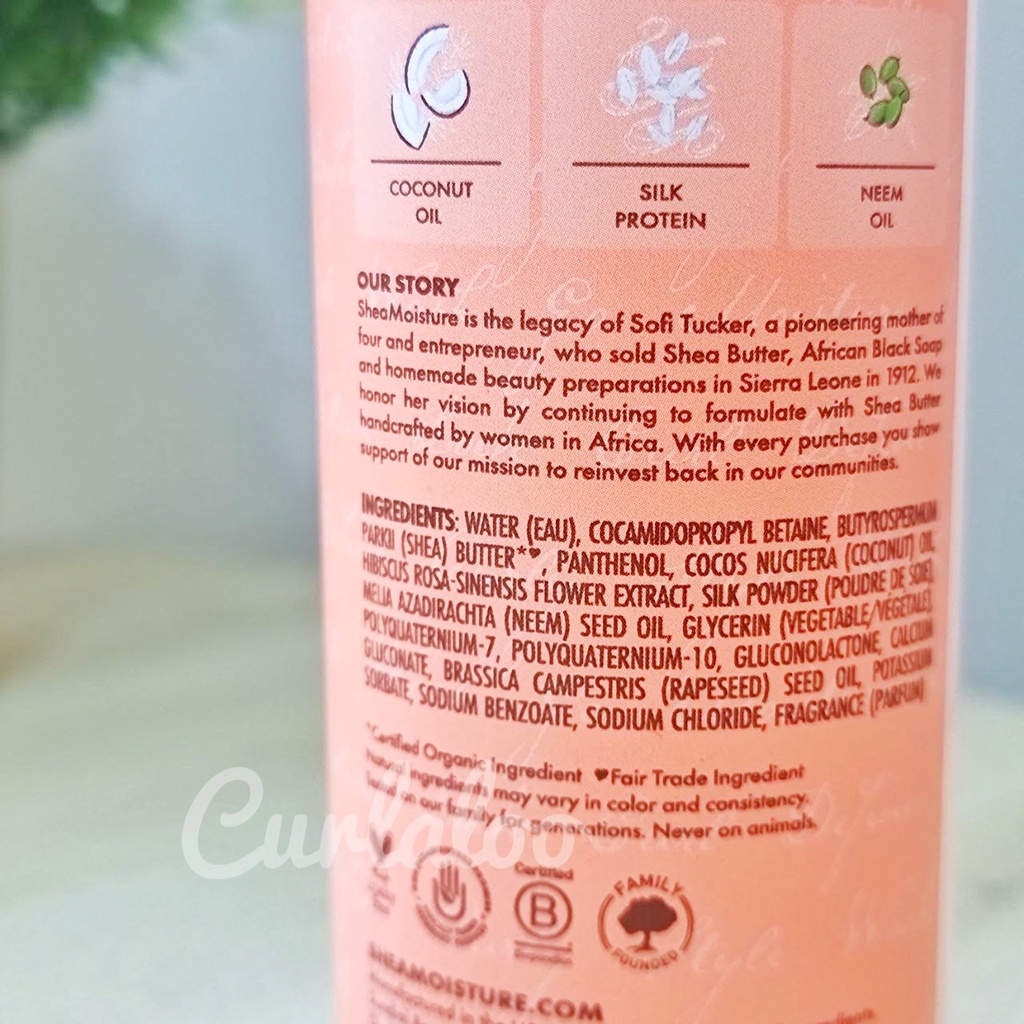 COCONUT
OIL
SILK
PROTEIN
NEEM
OIL
OUR STORY
SheaMoisture is the legacy of Sofi Tucker, a pioneering mother of
four and entrepreneur, who sold Shea Butter, African Black Soap
and homemade beauty preparations in Sierra Leone in 1912. We
honor her vision by continuing to formulate with Shea Butter
handcrafted by women in Africa. With every purchase you show
support of our mission to reinvest back in our communities.
INGREDIENTS: WATER (EAU), COCAMIDOPROPYL BETAINE, BUTYROSPERMUM
PARKII (SHEA) BUTTER*♥, PANTHENOL, COCOS NUCIFERA (COCONUT) OIL,
HIBISCUS ROSA-SINENSIS FLOWER EXTRACT, SILK POWDER (POUDRE DE SOIE),
MELIA AZADIRACHTA (NEEM) SEED OIL, GLYCERIN (VEGETABLE/VÉGÉTALE),
POLYQUATERNIUM-7, POLYQUATERNIUM-10, GLUCONOLACTONE, CALCIUM
GLUCONATE, BRASSICA CAMPESTRIS (RAPESEED) SEED OIL, POTASSIUM
SORBATE, SODIUM BENZOATE, SODIUM CHLORIDE, FRAGRANCE (PARFUM)
*Certified Organic Ingredient ♥Fair Trade Ingredient
Natural ingredients may vary in color and consistency.
Tested on our family for generations. Never on animals.
Curlaloo
Certified
B
FAMILY
FOUNDED
SHEAMOISTURE.COM